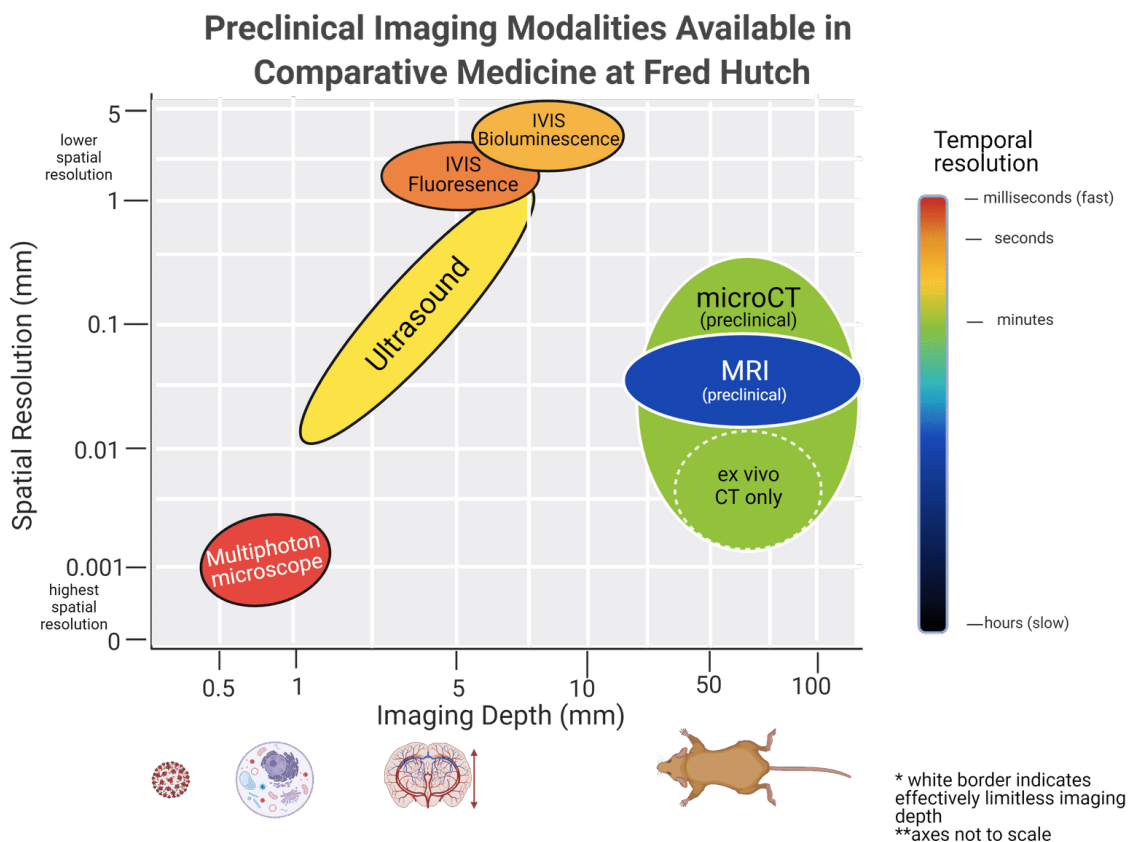 Preclinical Imaging Modalities Available in
Comparative Medicine at Fred Hutch
Spatial Resolution (mm)
5
lower
spatial
resolution
1
0.1
0.01
0.001
highest
spatial
resolution
0
IVIS
Bioluminescence
IVIS
Fluoresence
Ultrasound
Multiphoton
microscope
microCT
(preclinical)
MRI
(preclinical)
ex vivo
CT only
0.5
1
5
10
50
100
Imaging Depth (mm)
Temporal
resolution
milliseconds (fast)
seconds
minutes
hours (slow)
* white border indicates
effectively limitless imaging
depth
**axes not to scale